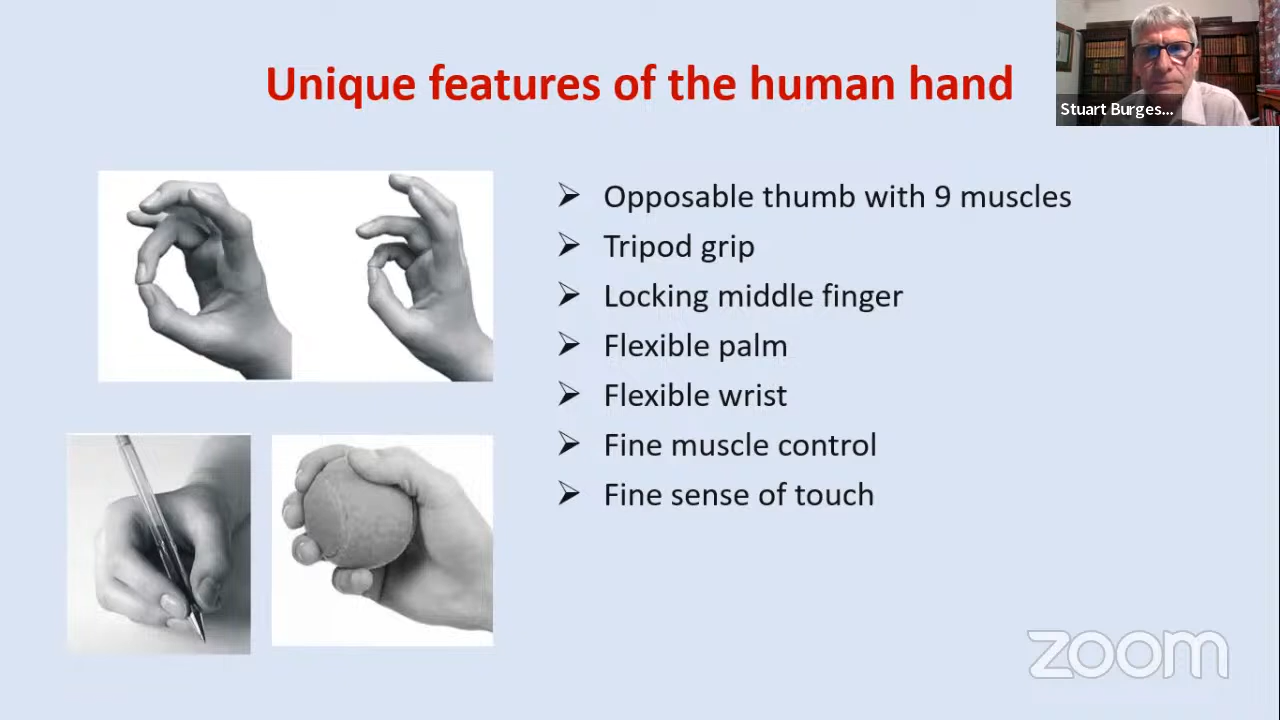 Unique features of the human hand
Stuart Burges...
Opposable thumb with 9 muscles
Tripod grip
Locking middle finger
Flexible palm
Flexible wrist
Fine muscle control
Fine sense of touch
zoom